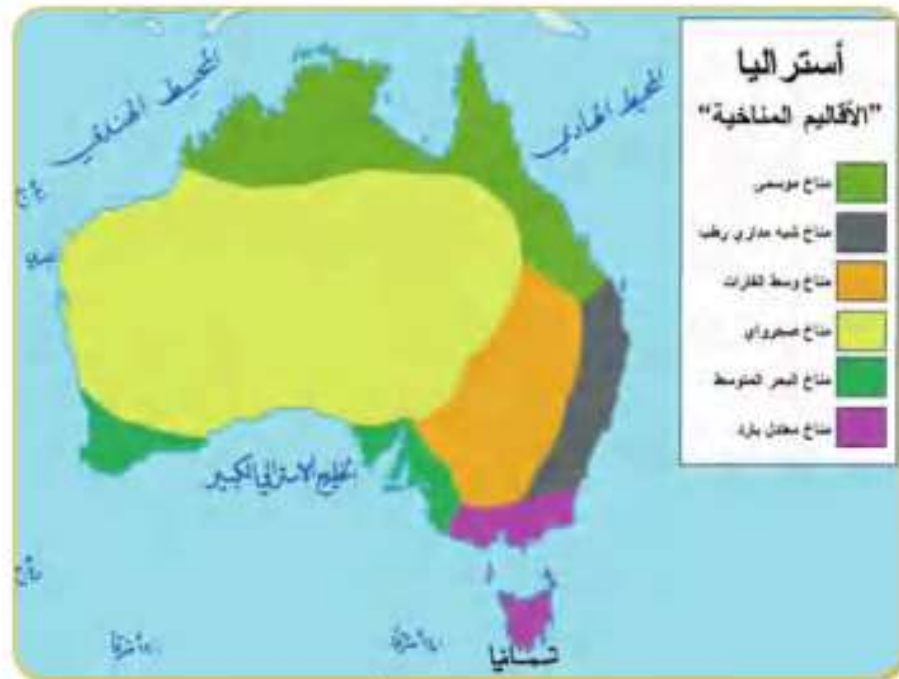 أستراليا
"الأقاليم المناخية"
مناخ موسمي
مناخ شبه مداري رطب
مناخ وسط القارات
مناخ صحرواي
مناخ البحر المتوسط
مناخ معتدل بارد
المحيط الهندي
المحيط الهادي
الخليج الأسترالي الكبير
تسمانيا